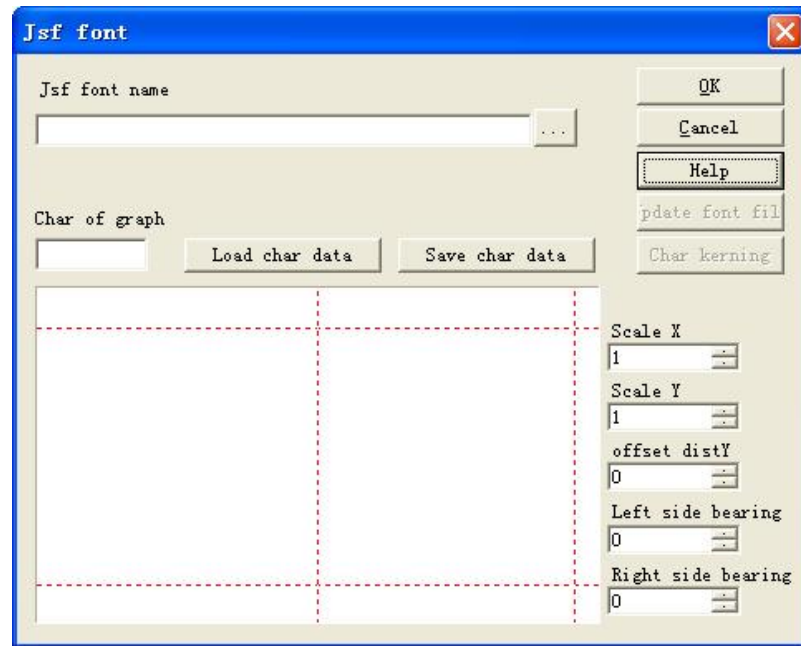 Jsf font
Jsf font name
...
OK
Cancel
Help
pdate font fil
Char kerning
Char of graph
Load char data
Save char data
Scale X
1
Scale Y
1
offset distY
0
Left side bearing
0
Right side bearing
0